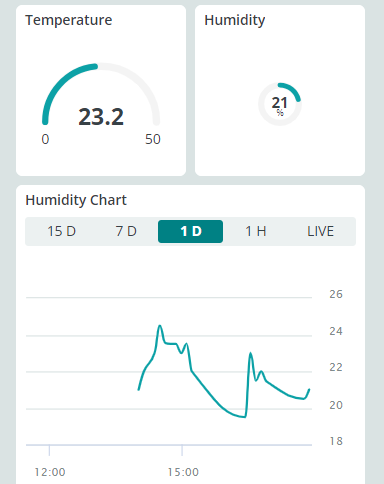 Temperature
Humidity
23.2
0
50
21
%
Humidity Chart
15 D
7 D
1 D
1 H
LIVE
26
24
22
20
18
12:00
15:00